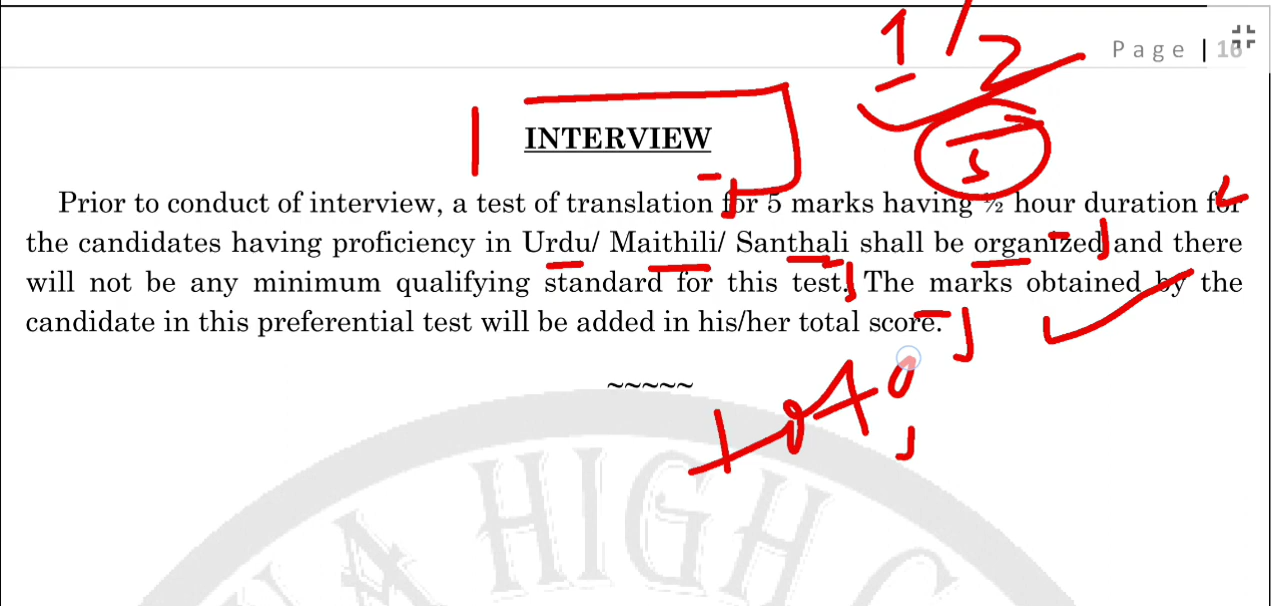 1/2
Page | 16
INTERVIEW
5
Prior to conduct of interview, a test of translation for 5 marks having ½ hour duration for
the candidates having proficiency in Urdu/ Maithili/ Santhali shall be organized and there
will not be any minimum qualifying standard for this test. The marks obtained by the
candidate in this preferential test will be added in his/her total score.
~~~~~
HIGH C